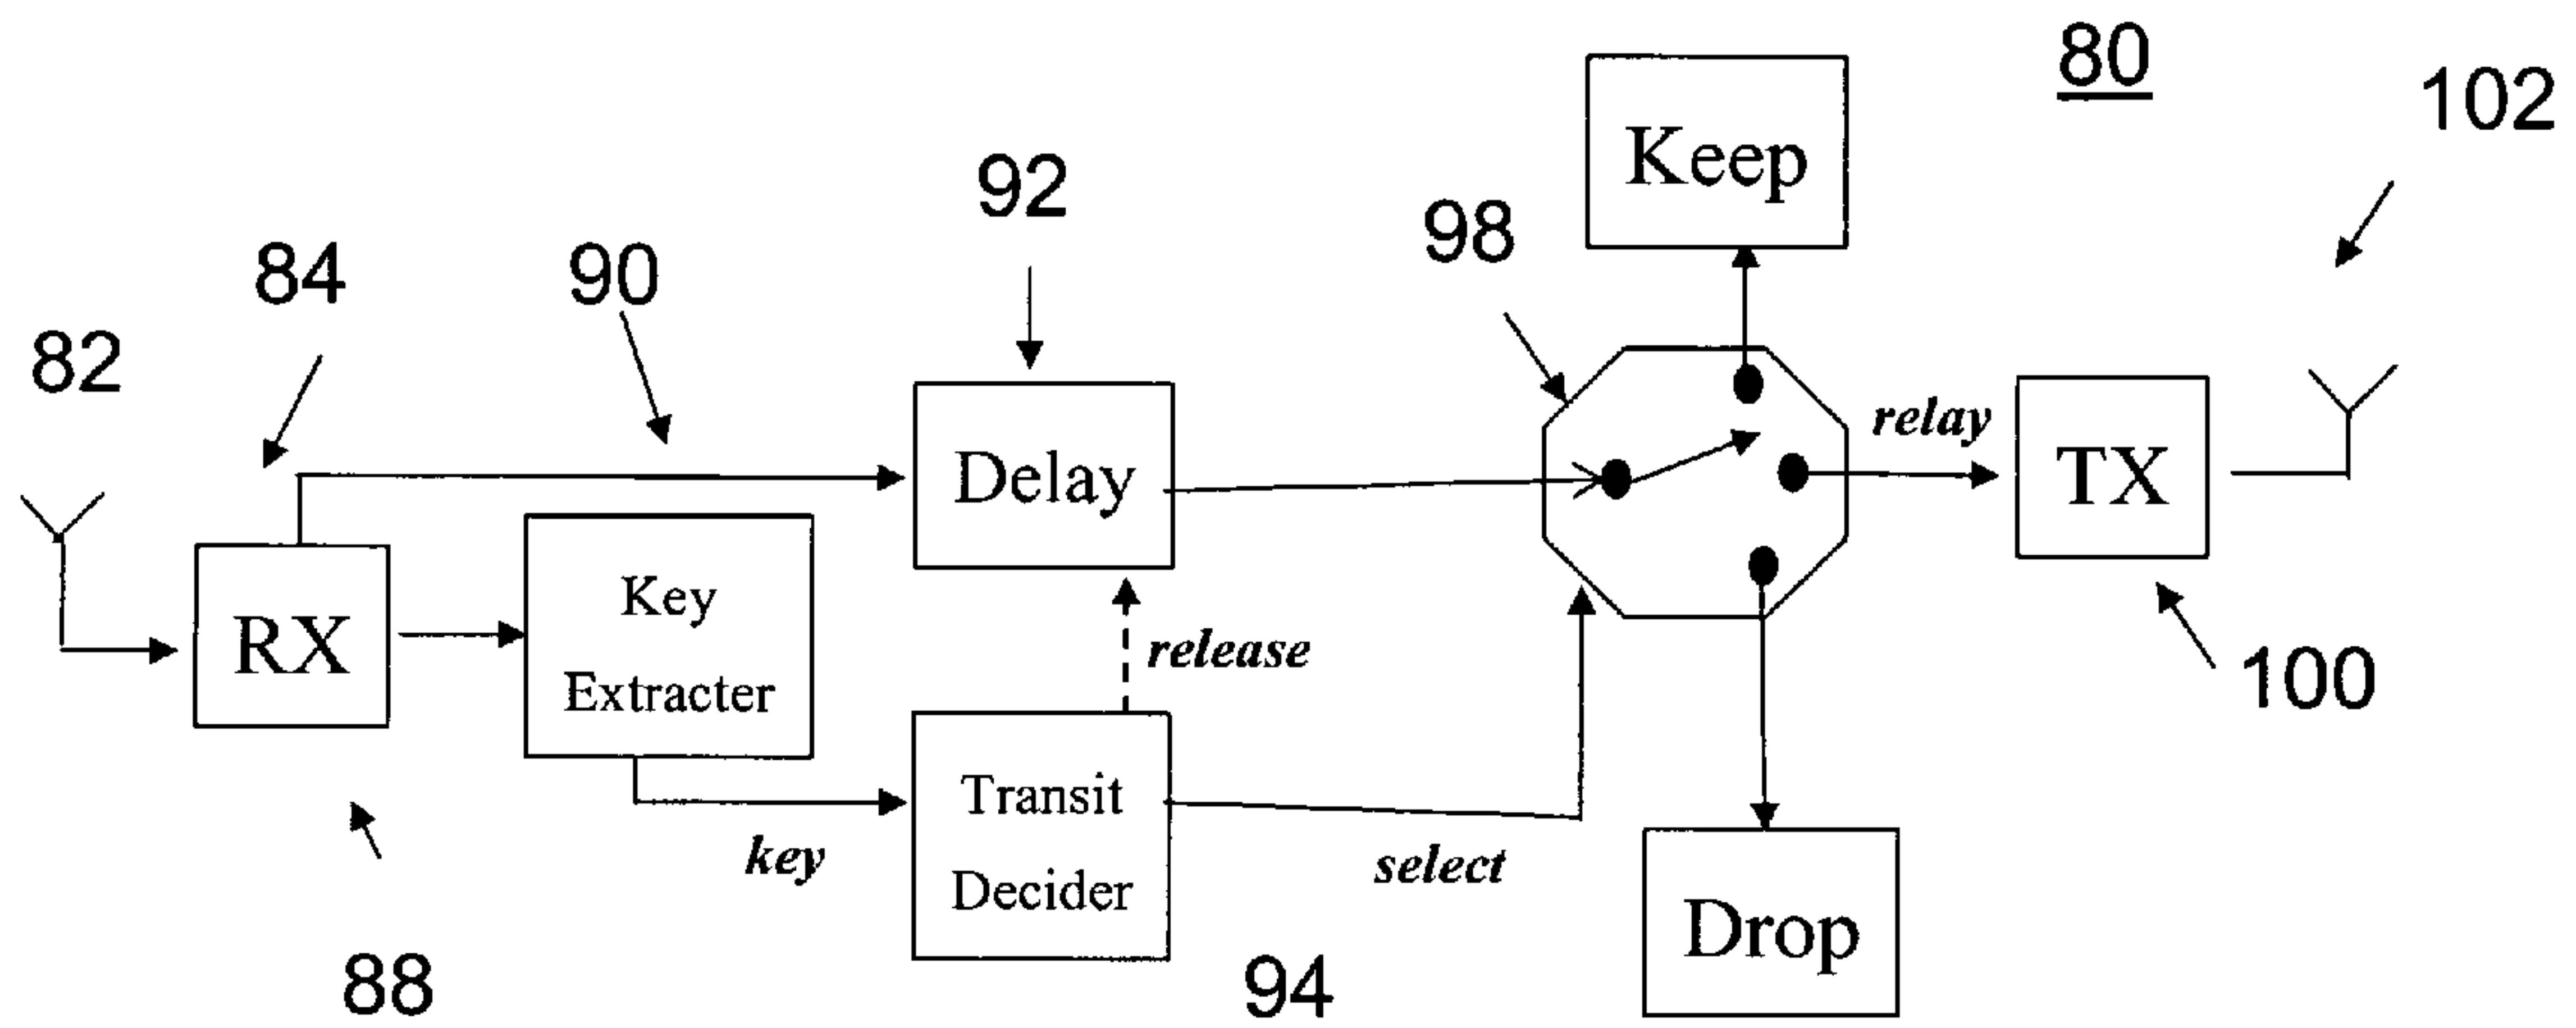 80
102
Keep
92
98
84
90
82
relay
Delay
TX
Key
Extracter
RX
release
100
Transit
Decider
key
select
Drop
88
94